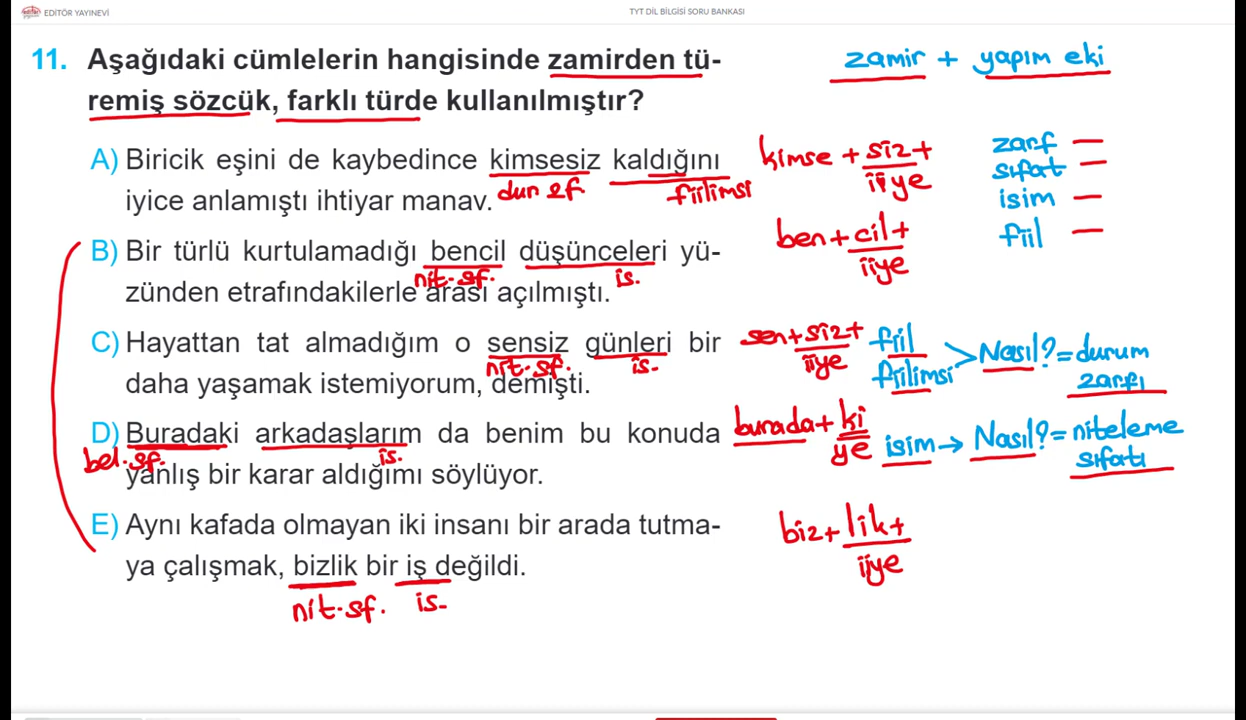 EDİTÖR YAYINEVİ
TYT DİL BİLGİSİ SORU BANKASI
11. Aşağıdaki cümlelerin hangisinde zamirden tü-
remiş sözcük, farklı türde kullanılmıştır?
zamir + yapım eki
A) Biricik eşini de kaybedince kimsesiz kaldığını
dur zf. fiilimsi
iyice anlamıştı ihtiyar manav.
kimse + siz+
iiye
zarf —
sıfat —
isim —
fiil —
B) Bir türlü kurtulamadığı bencil düşünceleri yü-
nit. sf. is.
zünden etrafındakilerle arası açılmıştı.
ben+cil+
iiye
C) Hayattan tat almadığım o sensiz günleri bir
nit. sf. is.
daha yaşamak istemiyorum, demişti.
sen+siz+
iiye
fiil
fiilimsi > Nasıl? = durum
zarfı
D) Buradaki arkadaşlarım da benim bu konuda
bel. sf. is.
yanlış bir karar aldığımı söylüyor.
burada+ki
ye
isim → Nasıl? = niteleme
sıfatı
E) Aynı kafada olmayan iki insanı bir arada tutma-
ya çalışmak, bizlik bir iş değildi.
nit. sf. is.
biz+lik+
iiye